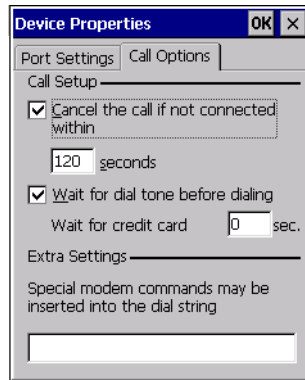 Device Properties OK ×
Port Settings Call Options
Call Setup
Cancel the call if not connected
within
120 seconds
Wait for dial tone before dialing
Wait for credit card 0 sec.
Extra Settings
Special modem commands may be
inserted into the dial string